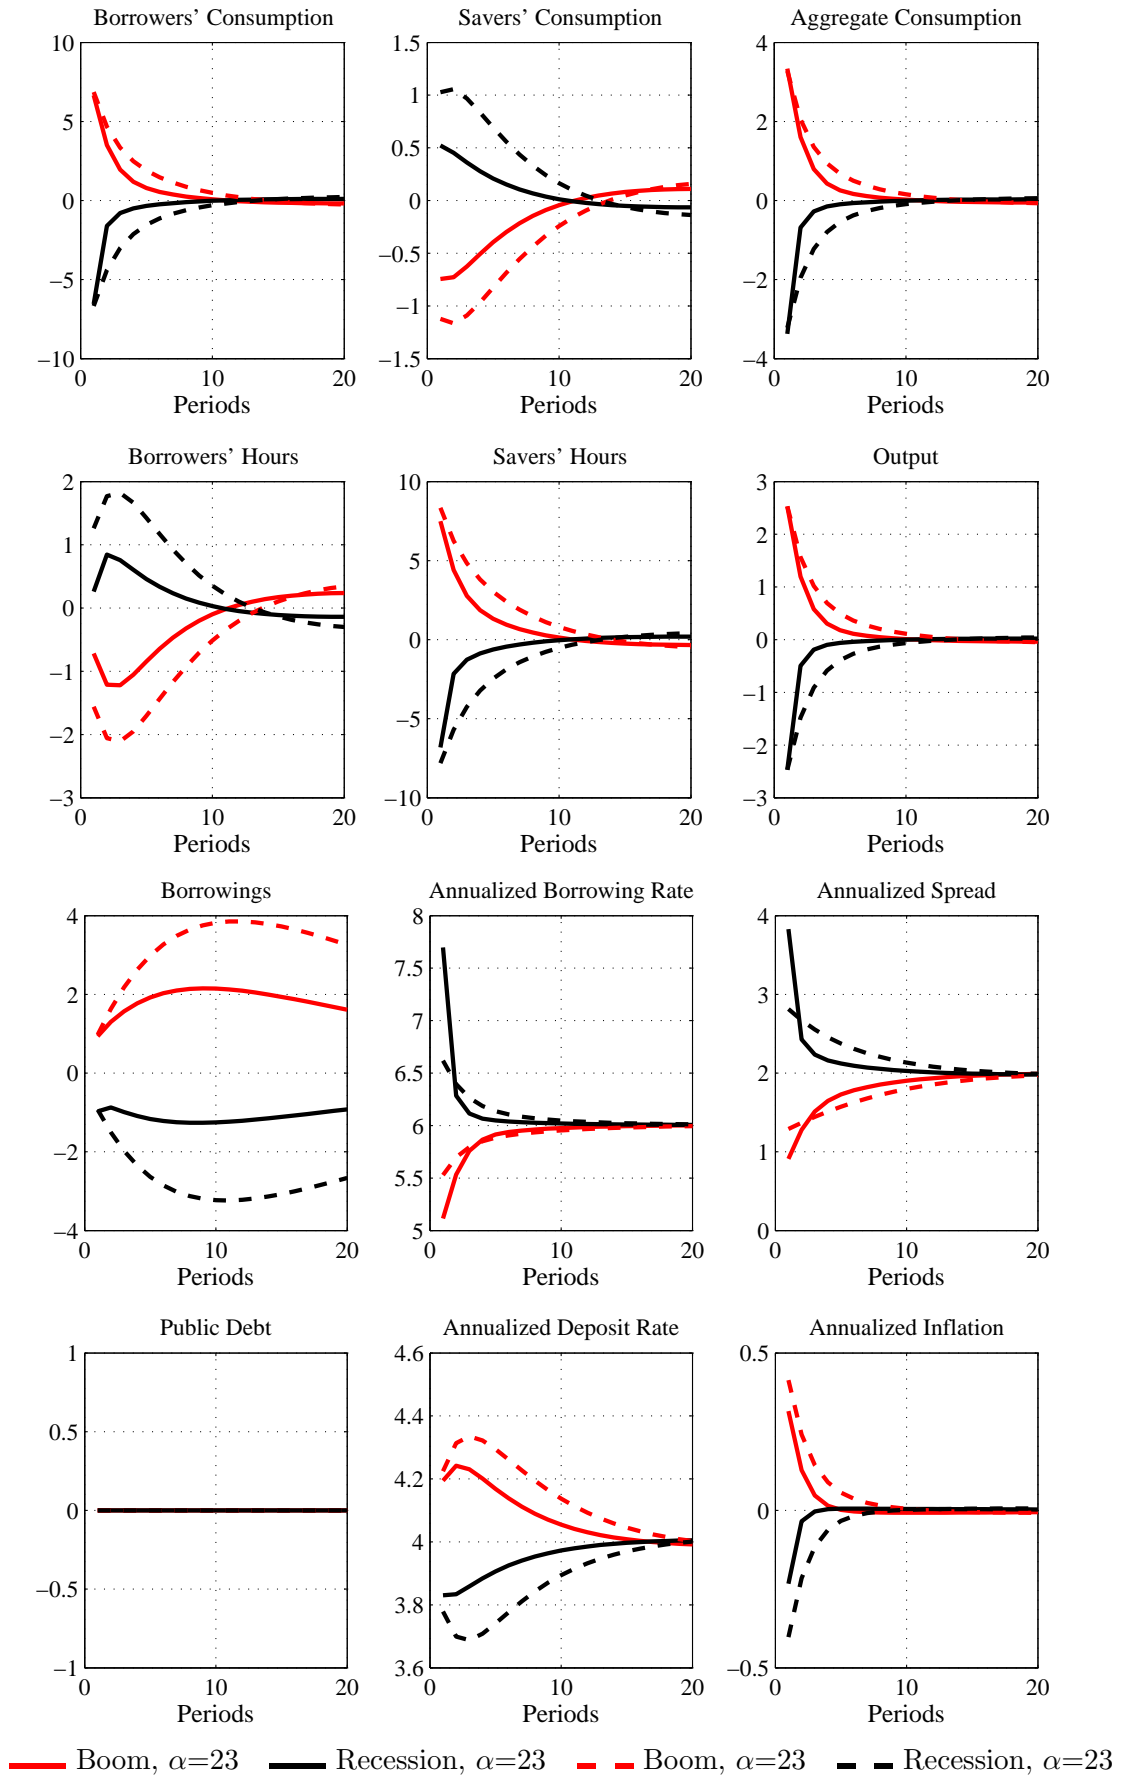 Borrowers’ Consumption Savers’ Consumption Aggregate Consumption
10 1.5 4
5 1 2
0.5
0 0 0
−0.5
−5 −1 −2
−10 −1.5 −4
0 10 20 0 10 20 0 10 20
Periods Periods Periods
Borrowers’ Hours Savers’ Hours Output
2 10 3
1 5 2
1
0 0 0
−1 −1
−2 −5 −2
−3 −10 −3
0 10 20 0 10 20 0 10 20
Periods Periods Periods
Borrowings Annualized Borrowing Rate Annualized Spread
4 8 4
7.5
2 7 3
0 6.5 2
6
−2 5.5 1
−4 5 0
0 10 20 0 10 20 0 10 20
Periods Periods Periods
Public Debt Annualized Deposit Rate Annualized Inflation
1 4.6 0.5
0.5 4.4
4.2
0 0
4
−0.5 3.8
−1 3.6 −0.5
0 10 20 0 10 20 0 10 20
Periods Periods Periods
Boom, α=23 Recession, α=23 Boom, α=23 Recession, α=23